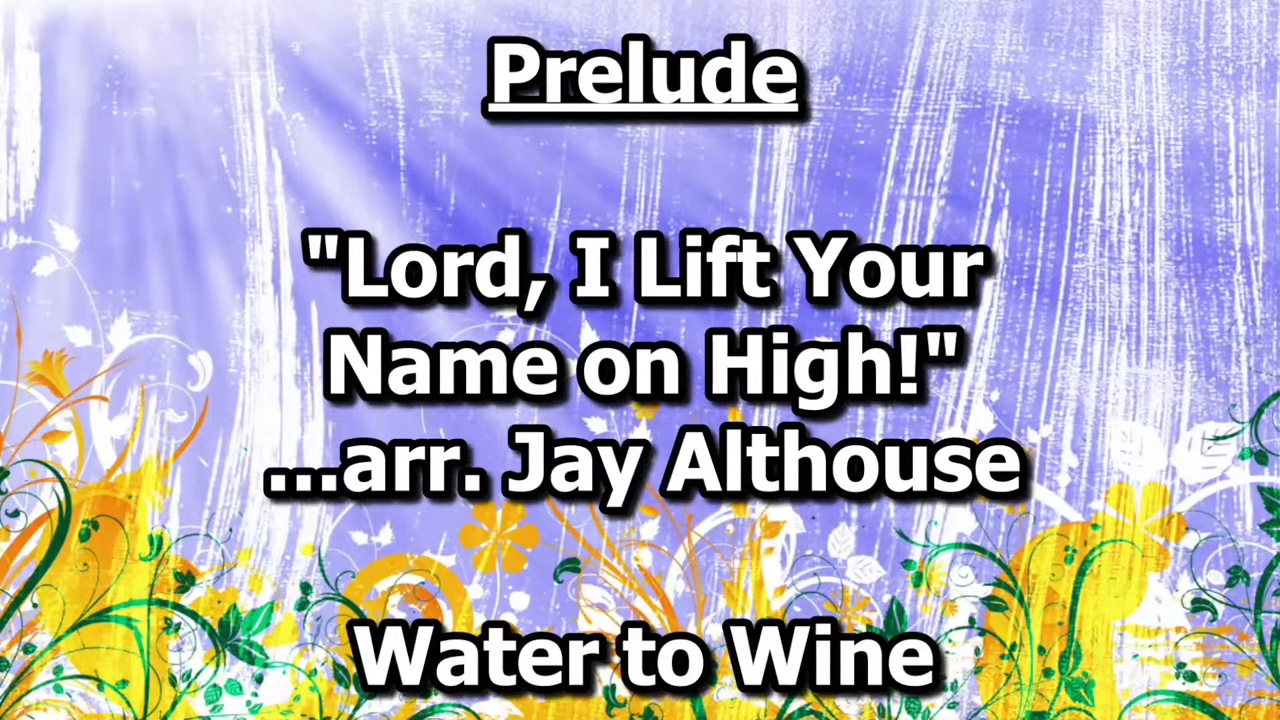 Prelude
"Lord, I Lift Your
Name on High!"
...arr. Jay Althouse
Water to Wine